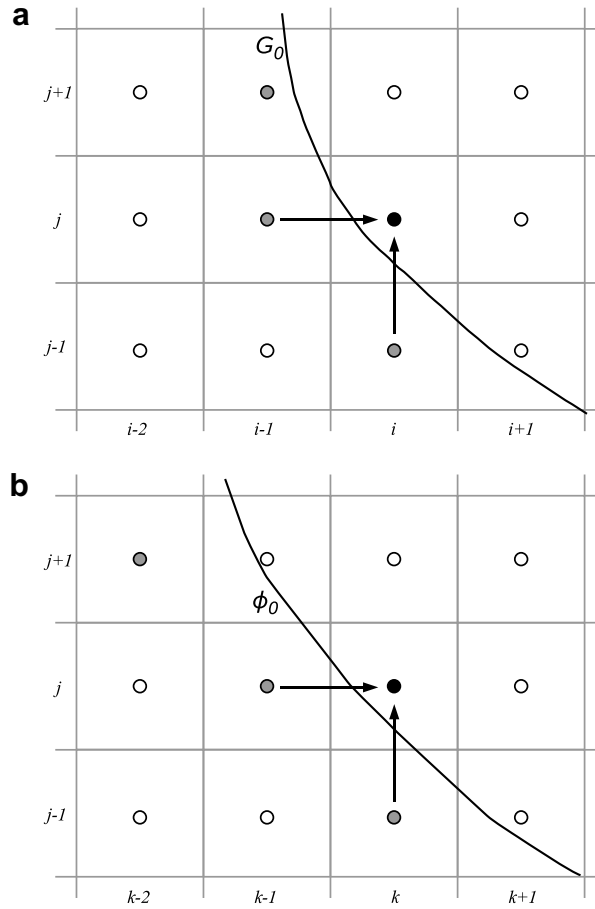 a
G₀
j+1
j
j-1
i-2 i-1 i i+1
b
j+1
ϕ₀
j
j-1
k-2 k-1 k k+1